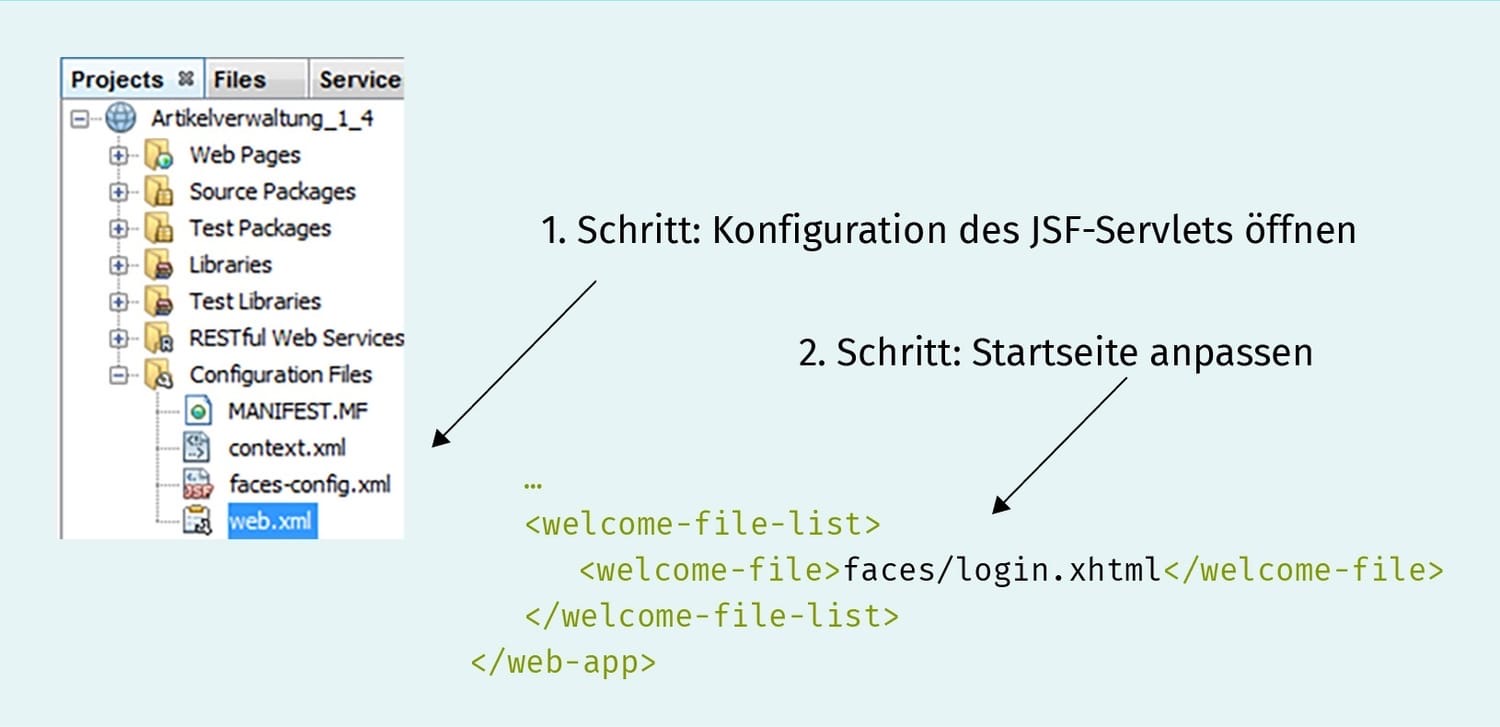 Projects Files Service
Artikelverwaltung_1_4
Web Pages
Source Packages
Test Packages
Libraries
Test Libraries
RESTful Web Services
Configuration Files
MANIFEST.MF
context.xml
faces-config.xml
web.xml
1. Schritt: Konfiguration des JSF-Servlets öffnen
2. Schritt: Startseite anpassen
…
<welcome-file-list>
<welcome-file>faces/login.xhtml</welcome-file>
</welcome-file-list>
</web-app>